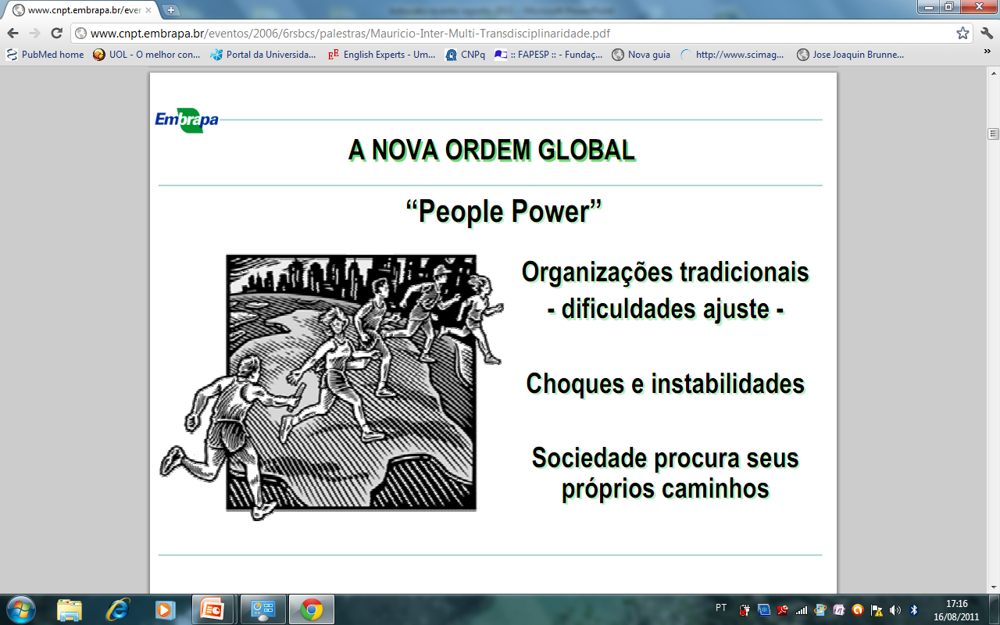 www.cnpt.embrapa.br/ever
www.cnpt.embrapa.br/eventos/2006/6rsbcs/palestras/Mauricio-Inter-Multi-Transdisciplinaridade.pdf
PubMed home
UOL - O melhor con...
Portal da Universida...
English Experts - Um...
CNPq
:: FAPESP :: - Fundaç...
Nova guia
http://www.scimag...
Jose Joaquin Brunne...
Embrapa
A NOVA ORDEM GLOBAL
“People Power”
Organizações tradicionais
- dificuldades ajuste -
Choques e instabilidades
Sociedade procura seus
próprios caminhos
PT
17:16
16/08/2011